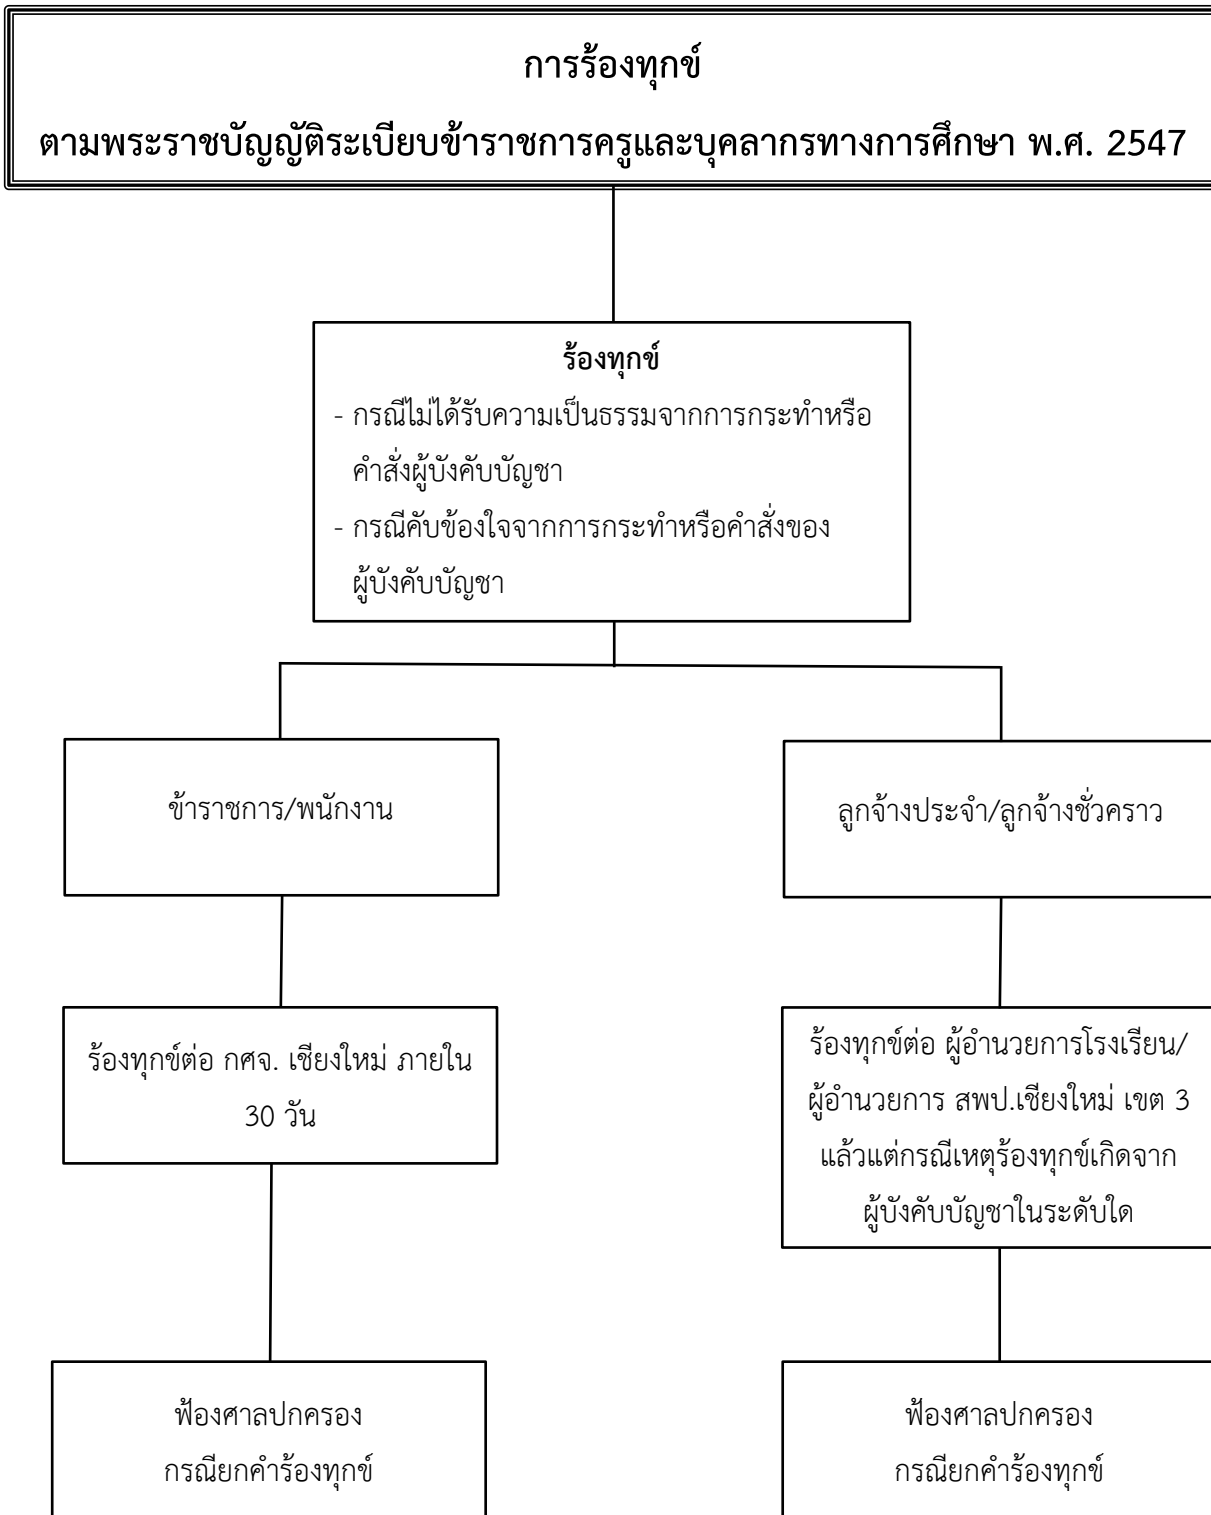 การร้องทุกข์
ตามพระราชบัญญัติระเบียบข้าราชการครูและบุคลากรทางการศึกษา พ.ศ. 2547
ร้องทุกข์
- กรณีไม่ได้รับความเป็นธรรมจากการกระทำหรือ
คำสั่งผู้บังคับบัญชา
- กรณีคับข้องใจจากการกระทำหรือคำสั่งของ
ผู้บังคับบัญชา
ข้าราชการ/พนักงาน
ลูกจ้างประจำ/ลูกจ้างชั่วคราว
ร้องทุกข์ต่อ กศจ. เชียงใหม่ ภายใน
30 วัน
ร้องทุกข์ต่อ ผู้อำนวยการโรงเรียน/
ผู้อำนวยการ สพป.เชียงใหม่ เขต 3
แล้วแต่กรณีเหตุร้องทุกข์เกิดจาก
ผู้บังคับบัญชาในระดับใด
ฟ้องศาลปกครอง
กรณียกคำร้องทุกข์
ฟ้องศาลปกครอง
กรณียกคำร้องทุกข์